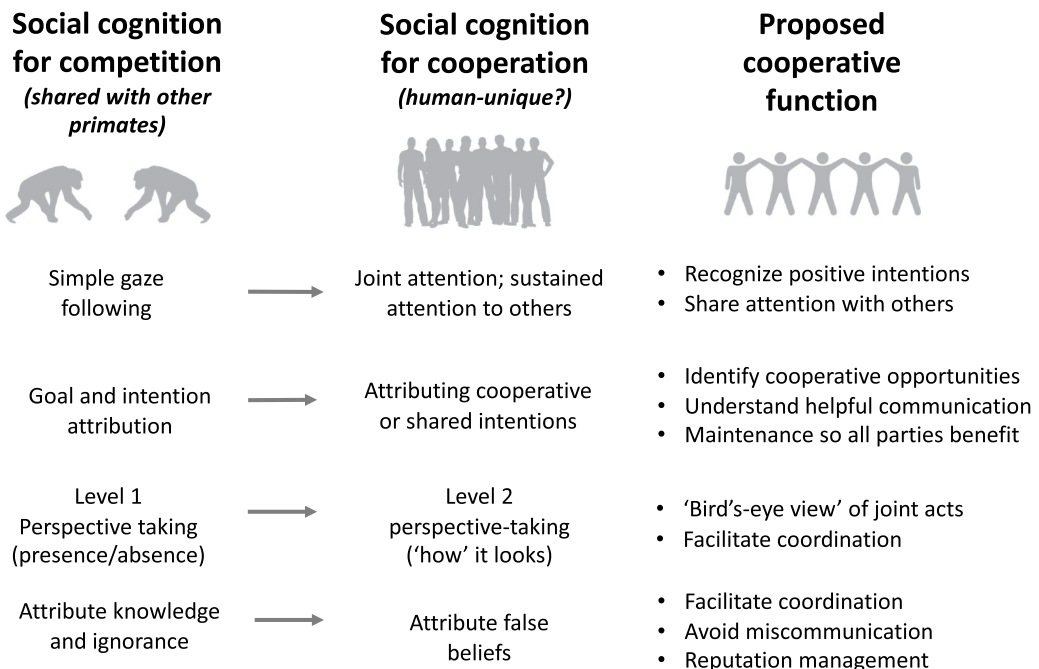 Social cognition
for competition
(shared with other
primates)
Social cognition
for cooperation
(human-unique?)
Proposed
cooperative
function
Simple gaze
following
Joint attention; sustained
attention to others
• Recognize positive intentions
• Share attention with others
Goal and intention
attribution
Attributing cooperative
or shared intentions
• Identify cooperative opportunities
• Understand helpful communication
• Maintenance so all parties benefit
Level 1
Perspective taking
(presence/absence)
Level 2
perspective-taking
(‘how’ it looks)
• ‘Bird’s-eye view’ of joint acts
• Facilitate coordination
Attribute knowledge
and ignorance
Attribute false
beliefs
• Facilitate coordination
• Avoid miscommunication
• Reputation management